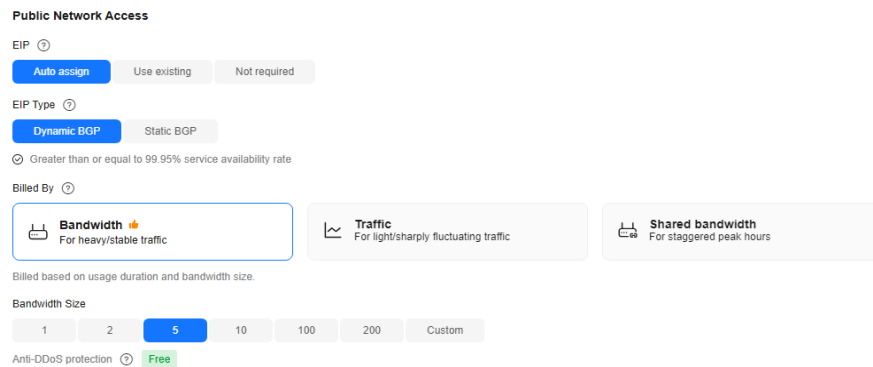 Public Network Access
EIP ?
Auto assign Use existing Not required
EIP Type ?
Dynamic BGP Static BGP
Greater than or equal to 99.95% service availability rate
Billed By ?
Bandwidth
For heavy/stable traffic
Traffic
For light/sharply fluctuating traffic
Shared bandwidth
For staggered peak hours
Billed based on usage duration and bandwidth size.
Bandwidth Size
1 2 5 10 100 200 Custom
Anti-DDoS protection ? Free